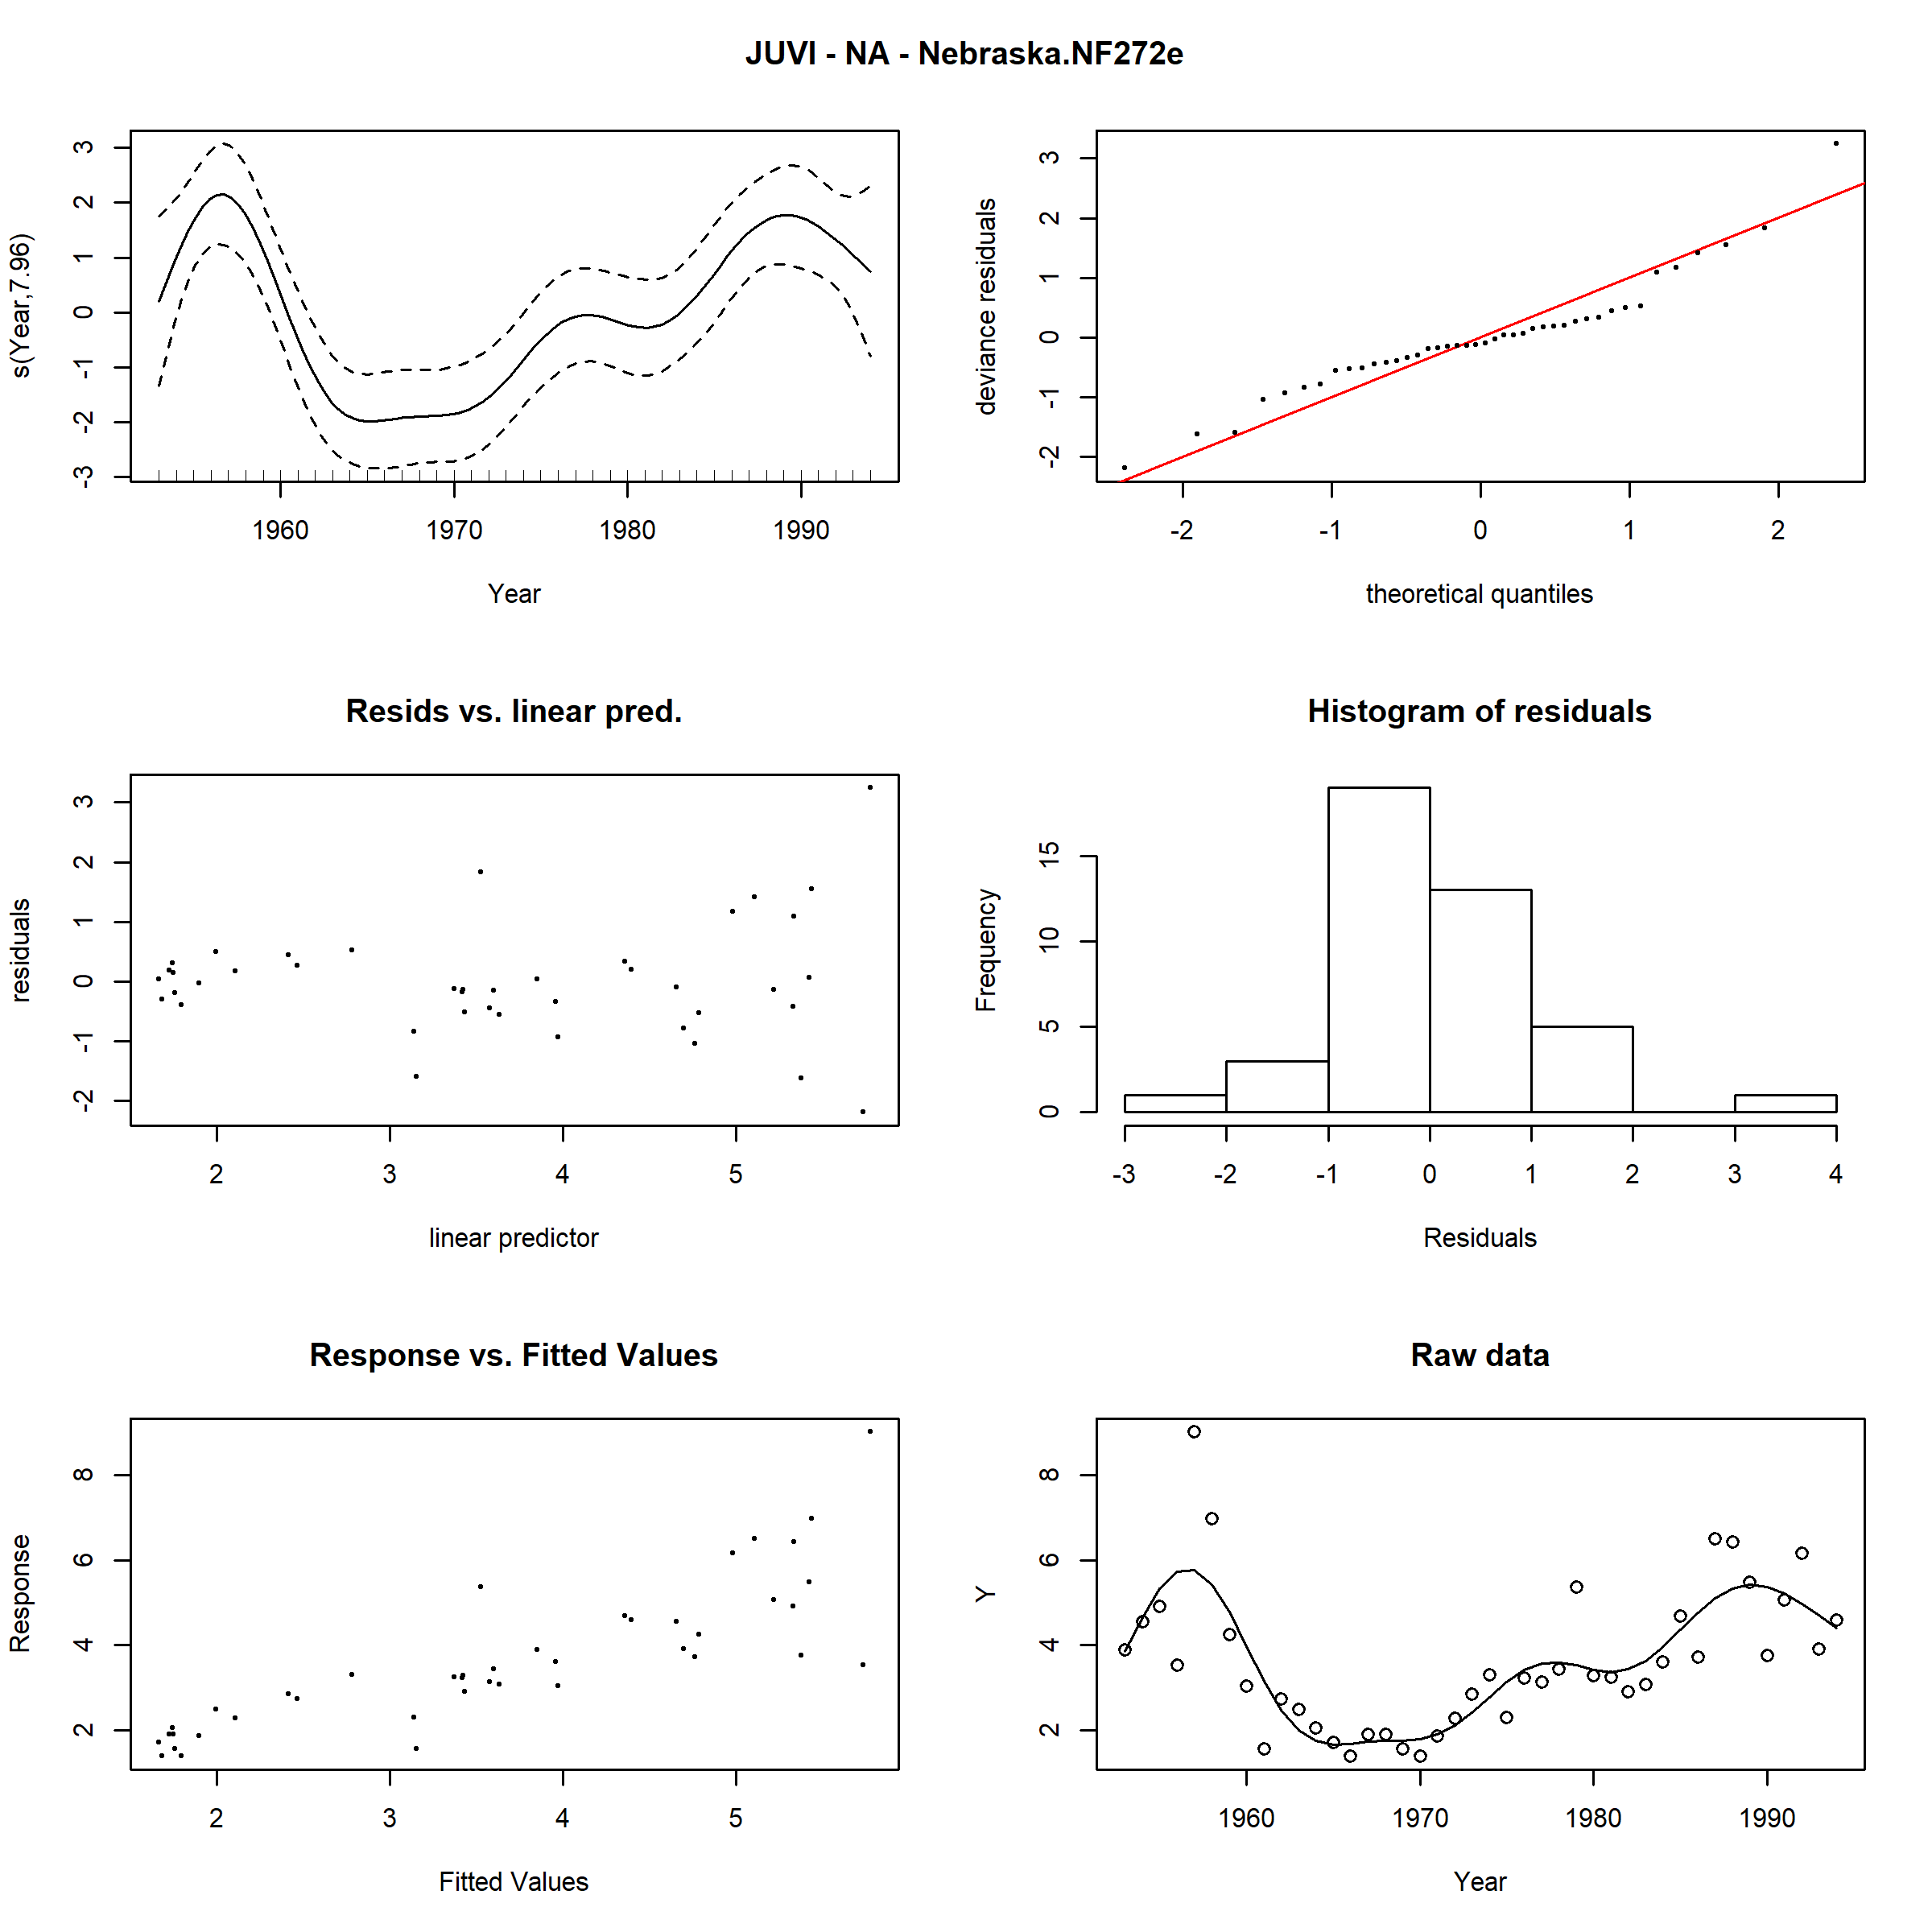 JUVI - NA - Nebraska.NF272e
s(Year,7.96)
3
2
1
0
-1
-2
-3
1960 1970 1980 1990
Year
deviance residuals
3
2
1
0
-1
-2
-2 -1 0 1 2
theoretical quantiles
Resids vs. linear pred.
residuals
3
2
1
0
-1
-2
2 3 4 5
linear predictor
Histogram of residuals
Frequency
15
10
5
0
-3 -2 -1 0 1 2 3 4
Residuals
Response vs. Fitted Values
Response
8
6
4
2
2 3 4 5
Fitted Values
Raw data
Y
8
6
4
2
1960 1970 1980 1990
Year